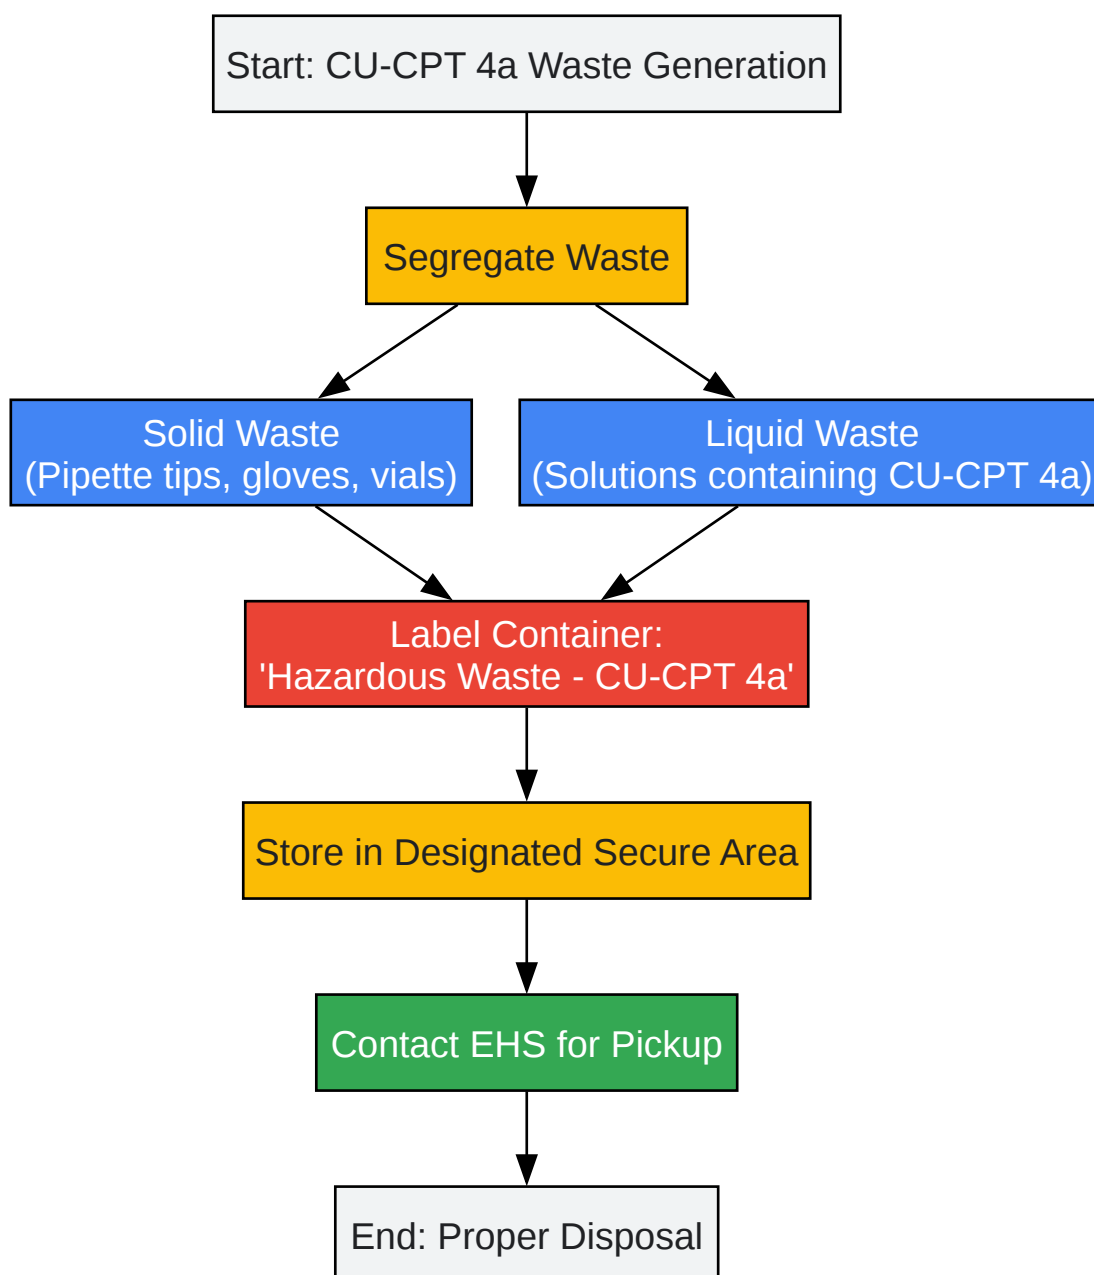 Start: CU-CPT 4a Waste Generation
Segregate Waste
Solid Waste
(Pipette tips, gloves, vials)
Liquid Waste
(Solutions containing CU-CPT 4a)
Label Container:
'Hazardous Waste - CU-CPT 4a'
Store in Designated Secure Area
Contact EHS for Pickup
End: Proper Disposal